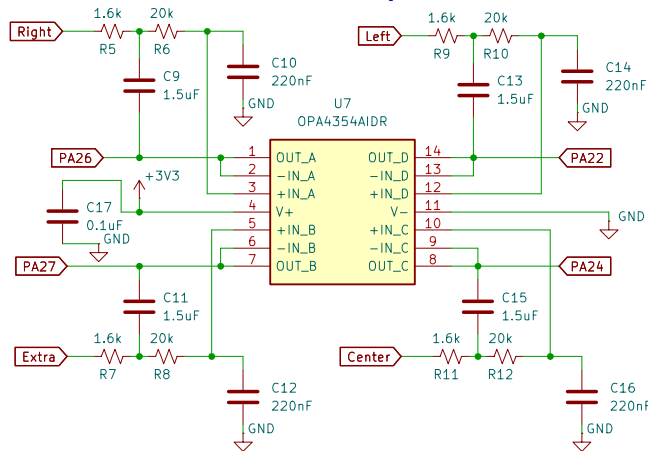 Right
1.6k
20k
R5
R6
C9
1.5uF
C10
220nF
GND
Left
1.6k
20k
R9
R10
C13
1.5uF
C14
220nF
GND
U7
OPA4354AIDR
PA26
1 OUT_A
2 -IN_A
3 +IN_A
4 V+
5 +IN_B
6 -IN_B
7 OUT_B
OUT_D 14
-IN_D 13
+IN_D 12
V- 11
+IN_C 10
-IN_C 9
OUT_C 8
PA22
+3V3
C17
0.1uF
GND
GND
PA27
PA24
C11
1.5uF
Extra
1.6k
20k
R7
R8
C12
220nF
GND
C15
1.5uF
Center
1.6k
20k
R11
R12
C16
220nF
GND